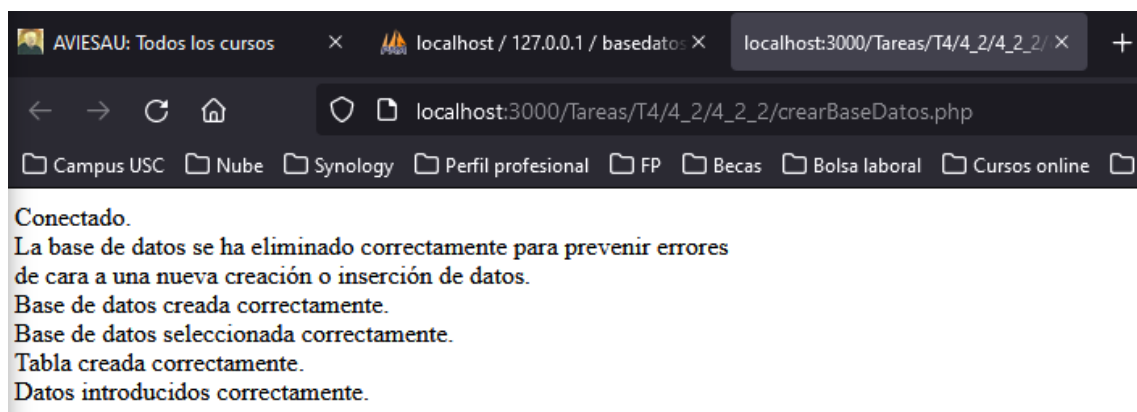 AVIESAU: Todos los cursos
localhost / 127.0.0.1 / basedatos
localhost:3000/Tareas/T4/4_2/4_2_2/
localhost:3000/Tareas/T4/4_2/4_2_2/crearBaseDatos.php
Campus USC Nube Synology Perfil profesional FP Becas Bolsa laboral Cursos online
Conectado.
La base de datos se ha eliminado correctamente para prevenir errores
de cara a una nueva creación o inserción de datos.
Base de datos creada correctamente.
Base de datos seleccionada correctamente.
Tabla creada correctamente.
Datos introducidos correctamente.